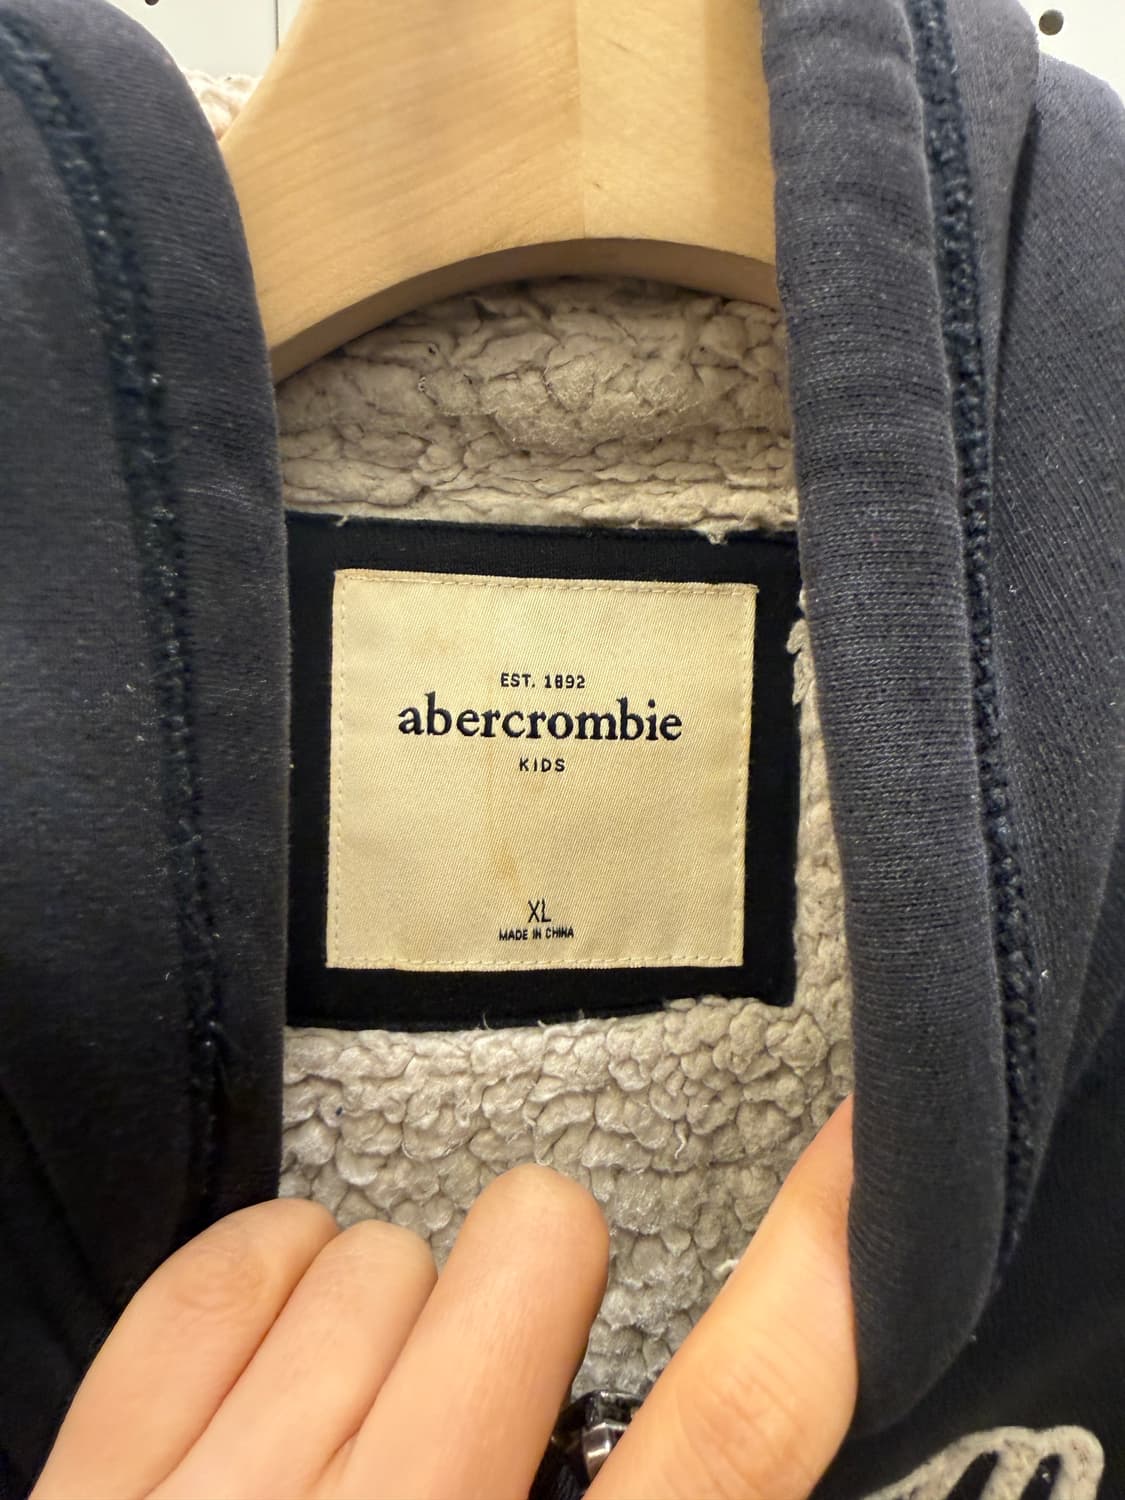 EST. 1892
abercrombie
KIDS
XL
MADE IN CHINA